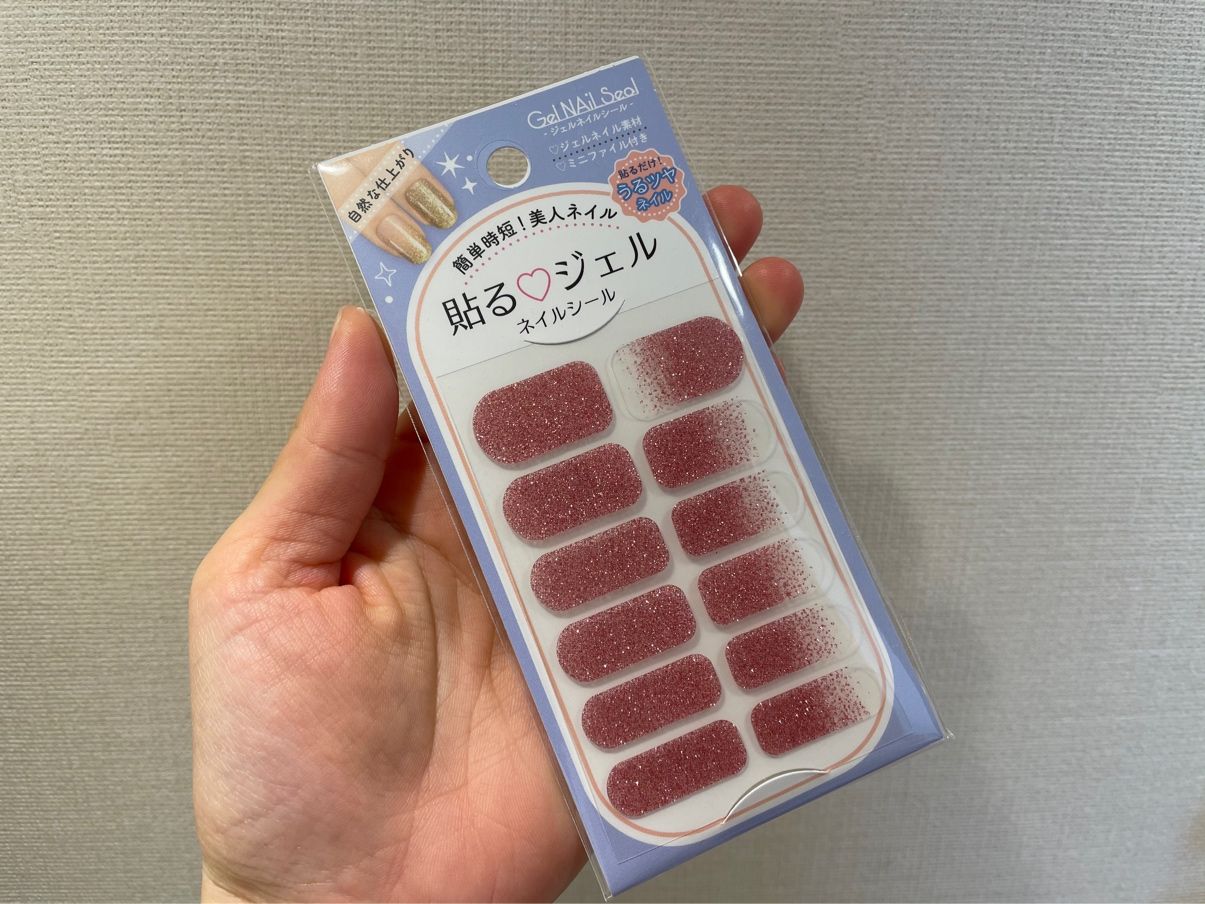 Gel NAil Seal
- ジェルネイルシール -
♡ジェルネイル素材
♡ミニファイル付き
自然な仕上がり
貼るだけ!
うるツヤ
ネイル
簡単時短!美人ネイル
貼る♡ジェル
ネイルシール